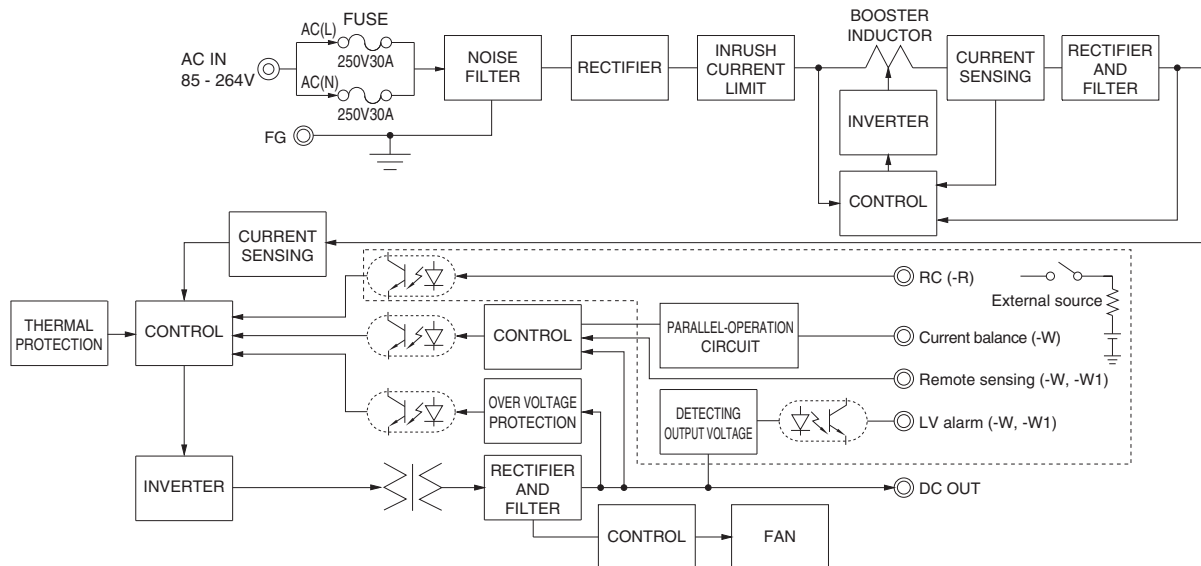 FUSE
AC(L)
250V30A
AC IN
85 - 264V
AC(N)
250V30A
FG
NOISE
FILTER
RECTIFIER
INRUSH
CURRENT
LIMIT
BOOSTER
INDUCTOR
CURRENT
SENSING
RECTIFIER
AND
FILTER
INVERTER
CONTROL
CURRENT
SENSING
RC (-R)
External source
THERMAL
PROTECTION
CONTROL
CONTROL
PARALLEL-OPERATION
CIRCUIT
Current balance (-W)
Remote sensing (-W, -W1)
OVER VOLTAGE
PROTECTION
DETECTING
OUTPUT VOLTAGE
LV alarm (-W, -W1)
INVERTER
RECTIFIER
AND
FILTER
DC OUT
CONTROL
FAN